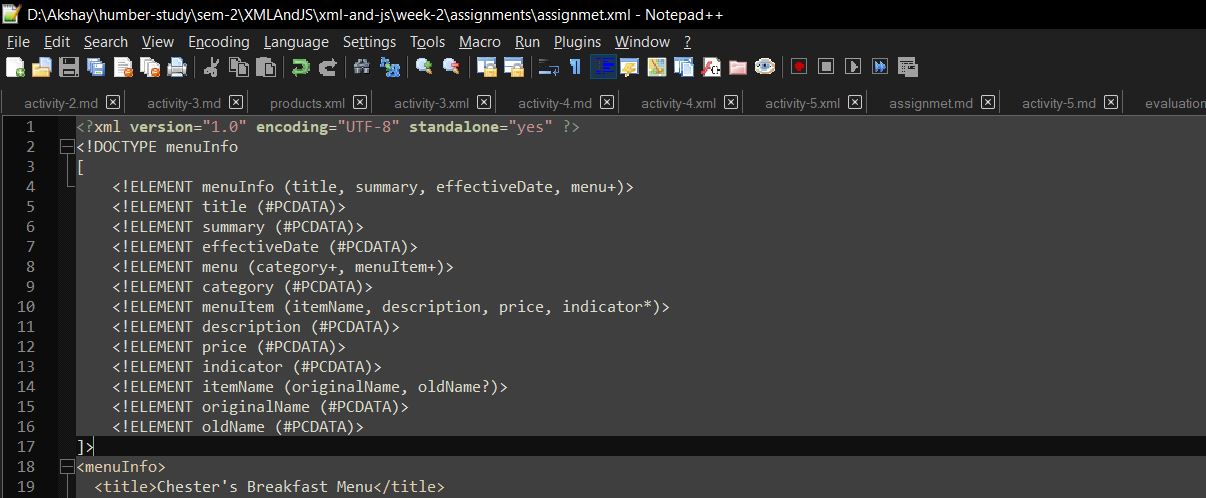 D:\Akshay\humber-study\sem-2\XMLAndJS\xml-and-js\week-2\assignments\assignmet.xml - Notepad++
File Edit Search View Encoding Language Settings Tools Macro Run Plugins Window ?
activity-2.md activity-3.md products.xml activity-3.xml activity-4.md activity-4.xml activity-5.xml assignmet.md activity-5.md evaluation
1 <?xml version="1.0" encoding="UTF-8" standalone="yes" ?>
2 <!DOCTYPE menuInfo
3 [
4 <!ELEMENT menuInfo (title, summary, effectiveDate, menu+)>
5 <!ELEMENT title (#PCDATA)>
6 <!ELEMENT summary (#PCDATA)>
7 <!ELEMENT effectiveDate (#PCDATA)>
8 <!ELEMENT menu (category+, menuItem+)>
9 <!ELEMENT category (#PCDATA)>
10 <!ELEMENT menuItem (itemName, description, price, indicator*)>
11 <!ELEMENT description (#PCDATA)>
12 <!ELEMENT price (#PCDATA)>
13 <!ELEMENT indicator (#PCDATA)>
14 <!ELEMENT itemName (originalName, oldName?)>
15 <!ELEMENT originalName (#PCDATA)>
16 <!ELEMENT oldName (#PCDATA)>
17 ]>
18 <menuInfo>
19 <title>Chester's Breakfast Menu</title>